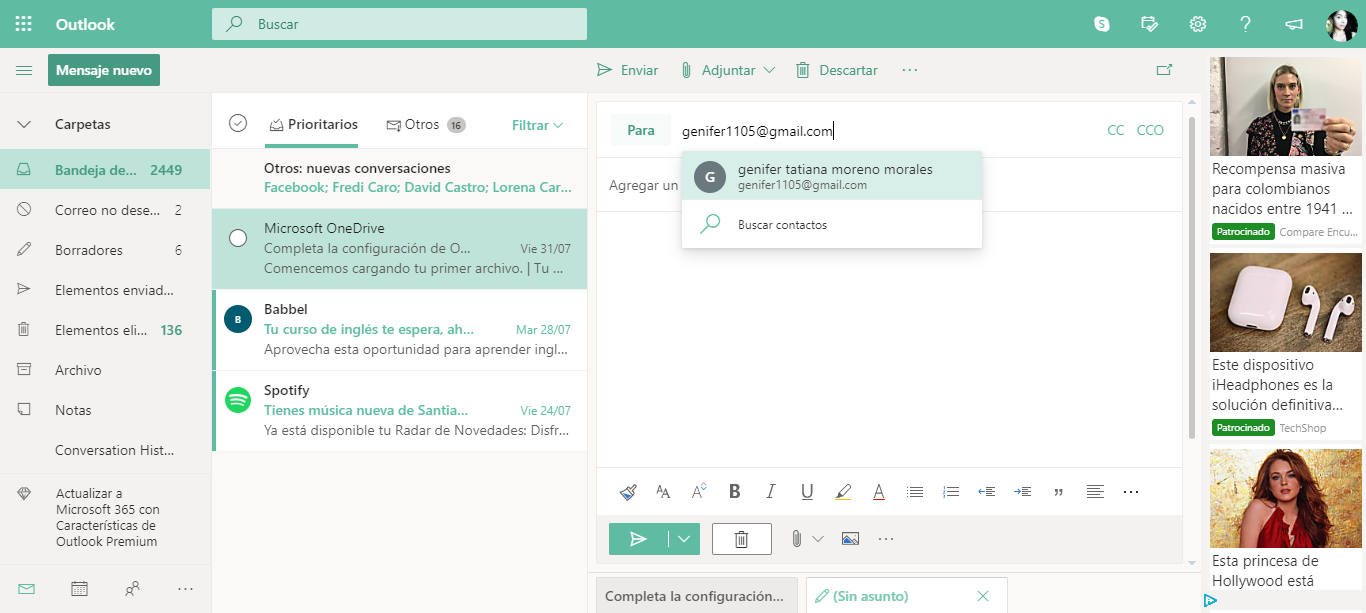 Outlook
Buscar
Mensaje nuevo
Enviar
Adjuntar
Descartar
Carpetas
Bandeja de... 2449
Correo no dese... 2
Borradores 6
Elementos enviad...
Elementos eli... 136
Archivo
Notas
Conversation Hist...
Actualizar a
Microsoft 365 con
Características de
Outlook Premium
Prioritarios
Otros 16
Filtrar
Otros: nuevas conversaciones
Facebook; Fredi Caro; David Castro; Lorena Car...
Microsoft OneDrive
Completa la configuración de O... Vie 31/07
Comencemos cargando tu primer archivo. | Tu ...
B
Babbel
Tu curso de inglés te espera, ah... Mar 28/07
Aprovecha esta oportunidad para aprender ingl...
Spotify
Tienes música nueva de Santia... Vie 24/07
Ya está disponible tu Radar de Novedades: Disfr...
Para genifer1105@gmail.com CC CCO
Agregar un
G
genifer tatiana moreno morales
genifer1105@gmail.com
Buscar contactos
Completa la configuración...
(Sin asunto)
Recompensa masiva
para colombianos
nacidos entre 1941 ...
Patrocinado Compare Encu...
Este dispositivo
iHeadphones es la
solución definitiva...
Patrocinado TechShop
Esta princesa de
Hollywood está